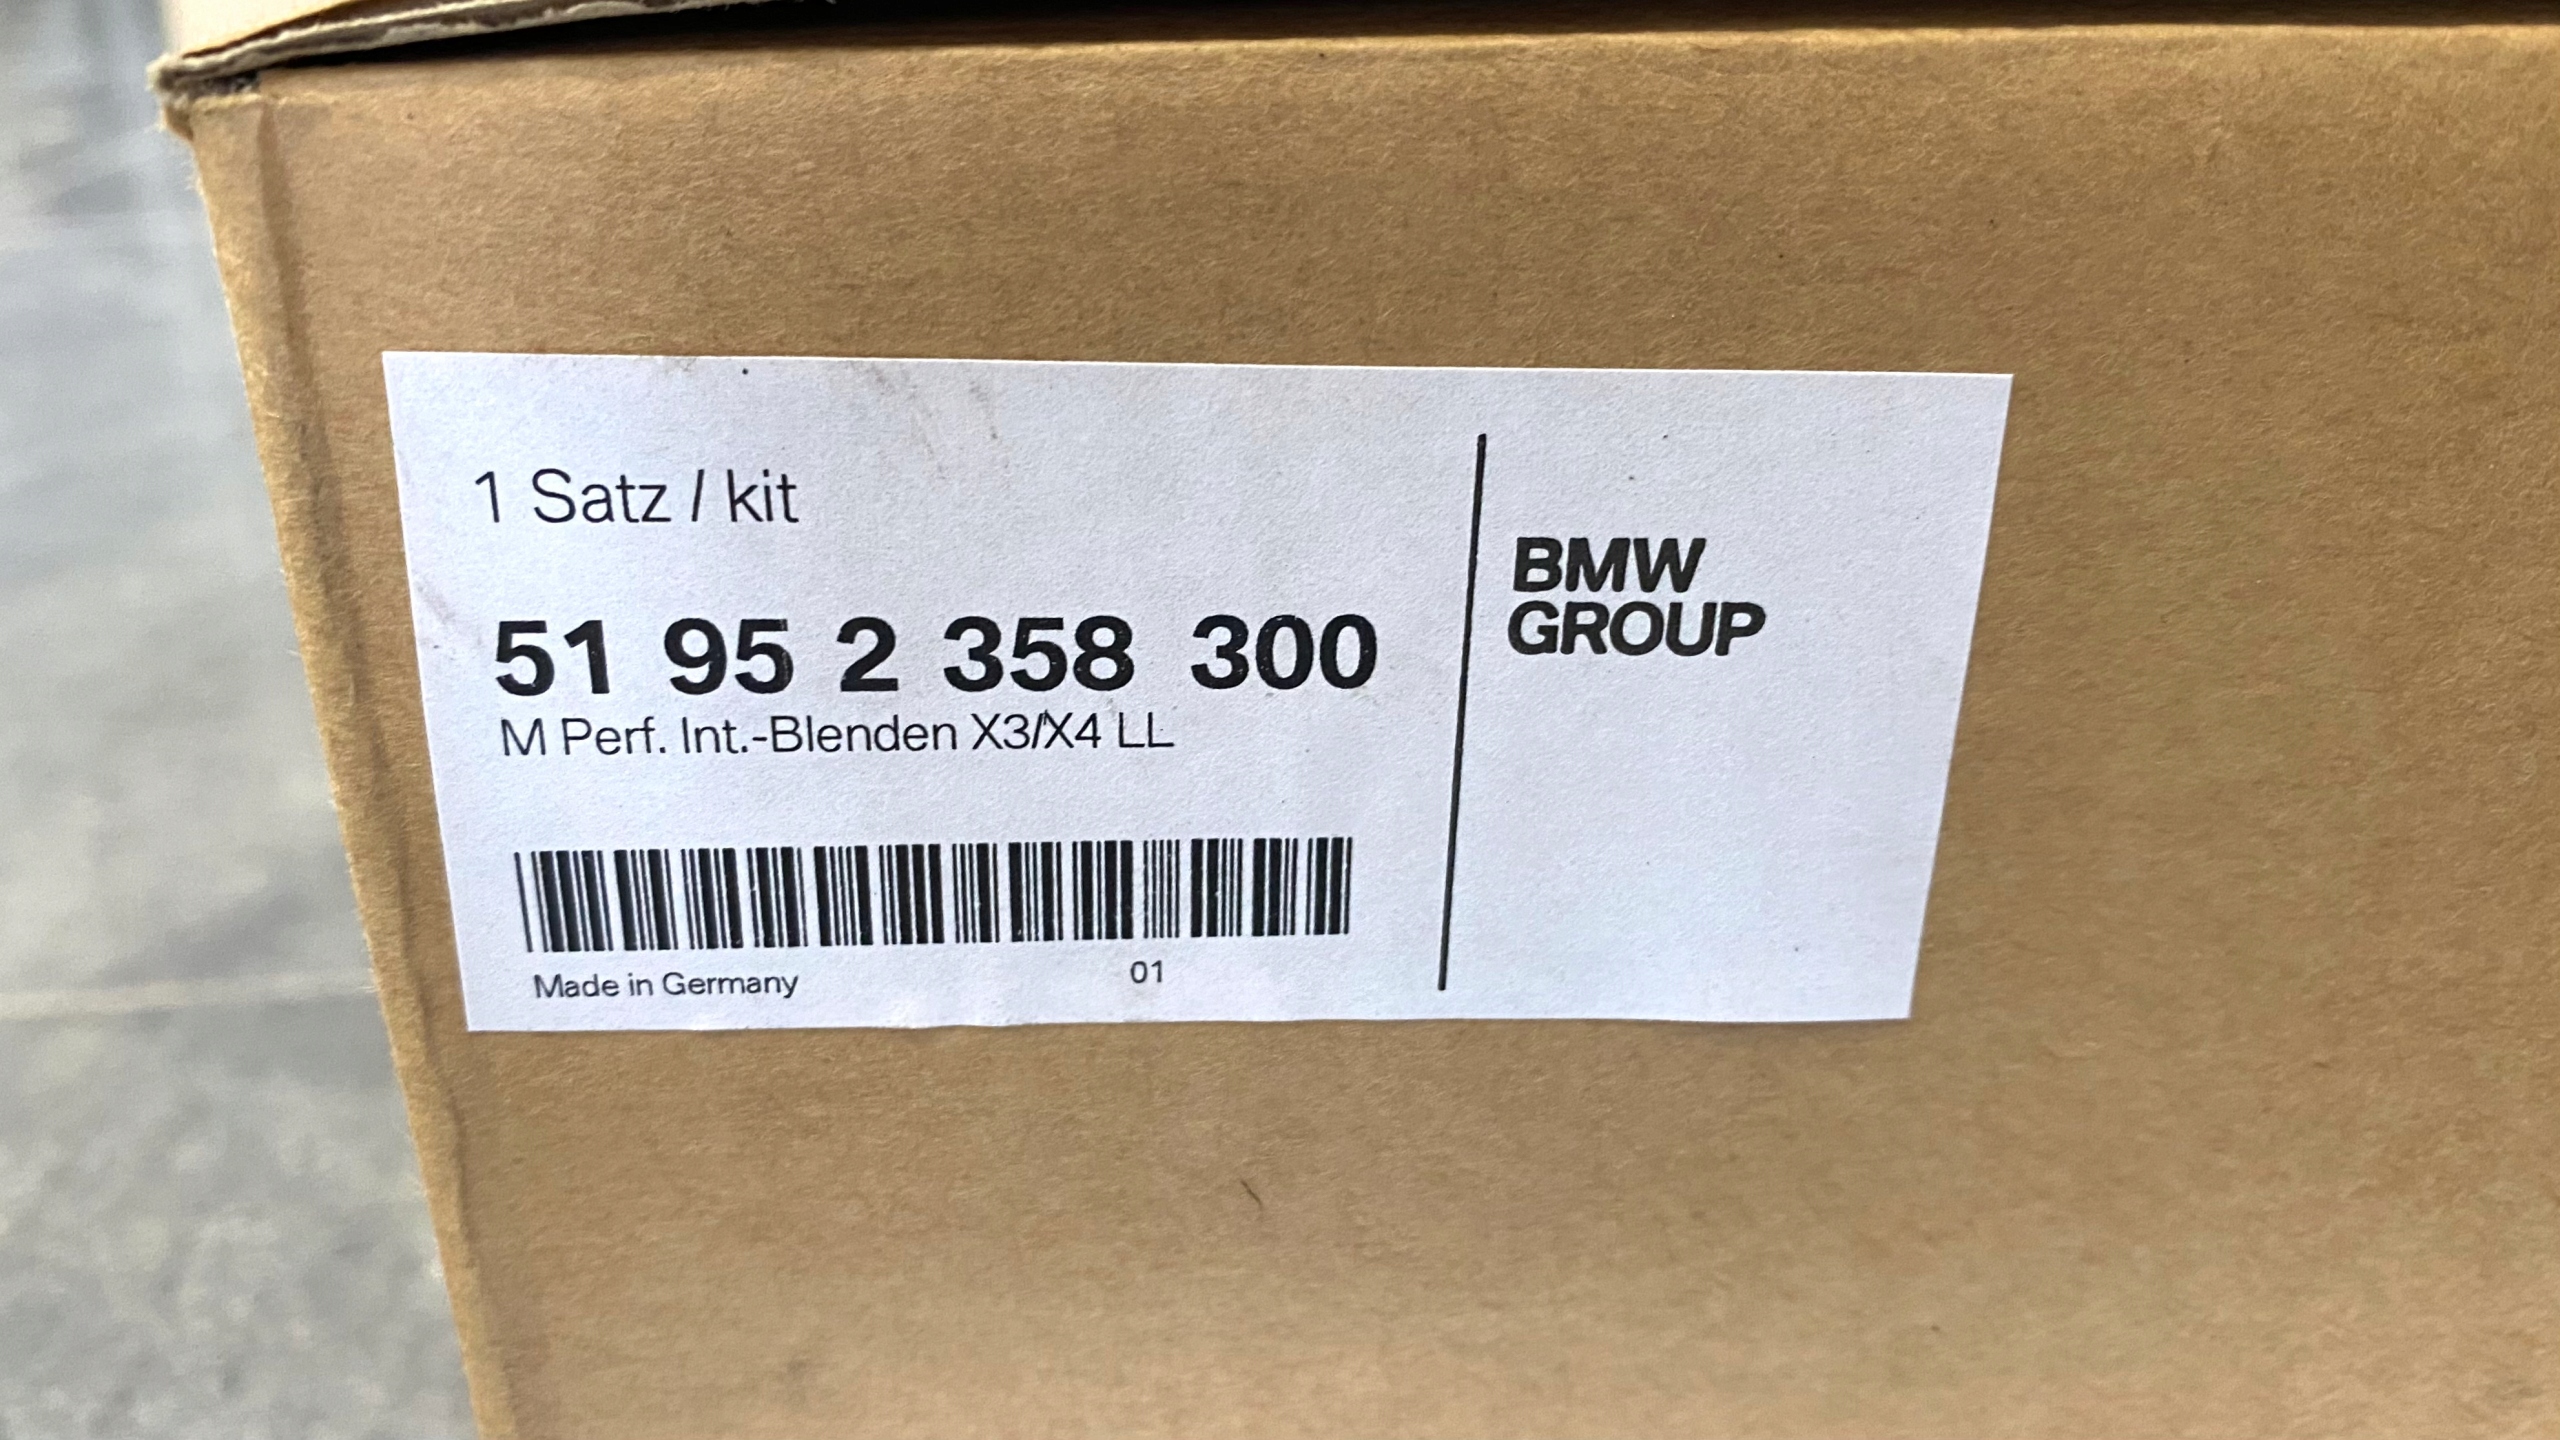 1 Satz / kit
51 95 2 358 300
M Perf. Int.-Blenden X3/X4 LL
Made in Germany
01
BMW
GROUP